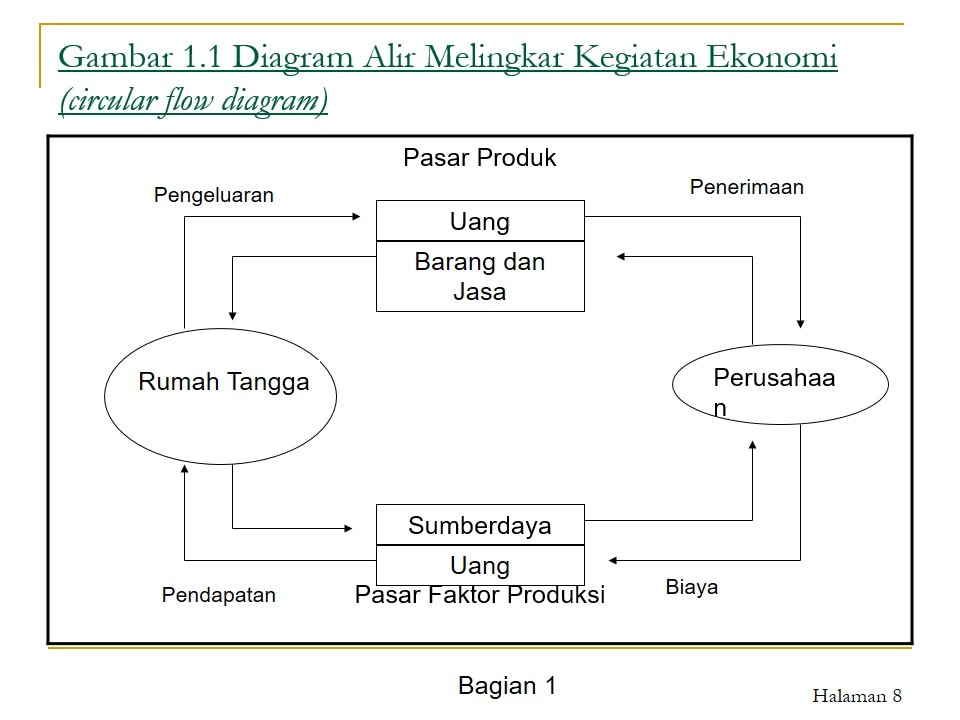 Gambar 1.1 Diagram Alir Melingkar Kegiatan Ekonomi
(circular flow diagram)
Pasar Produk
Pengeluaran
Penerimaan
Uang
Barang dan
Jasa
Rumah Tangga
Perusahaa
n
Sumberdaya
Uang
Pendapatan
Pasar Faktor Produksi
Biaya
Bagian 1
Halaman 8